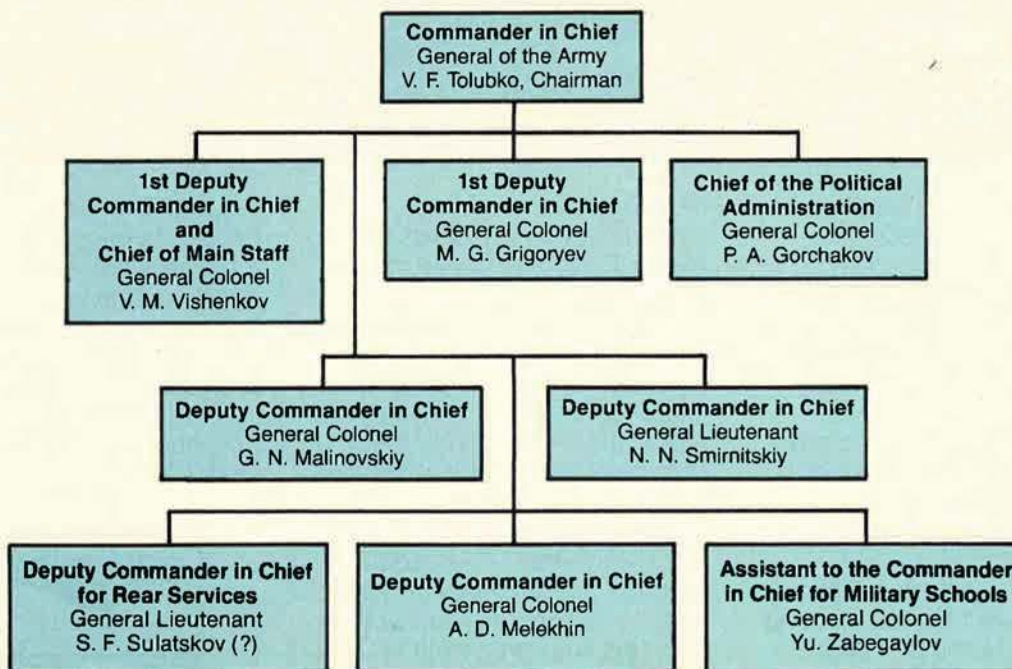 Commander in Chief
General of the Army
V. F. Tolubko, Chairman
1st Deputy
Commander in Chief
and
Chief of Main Staff
General Colonel
V. M. Vishenkov
1st Deputy
Commander in Chief
General Colonel
M. G. Grigoryev
Chief of the Political
Administration
General Colonel
P. A. Gorchakov
Deputy Commander in Chief
General Colonel
G. N. Malinovskiy
Deputy Commander in Chief
General Lieutenant
N. N. Smirnitskiy
Deputy Commander in Chief
for Rear Services
General Lieutenant
S. F. Sulatskov (?)
Deputy Commander in Chief
General Colonel
A. D. Melekhin
Assistant to the Commander
in Chief for Military Schools
General Colonel
Yu. Zabegaylov